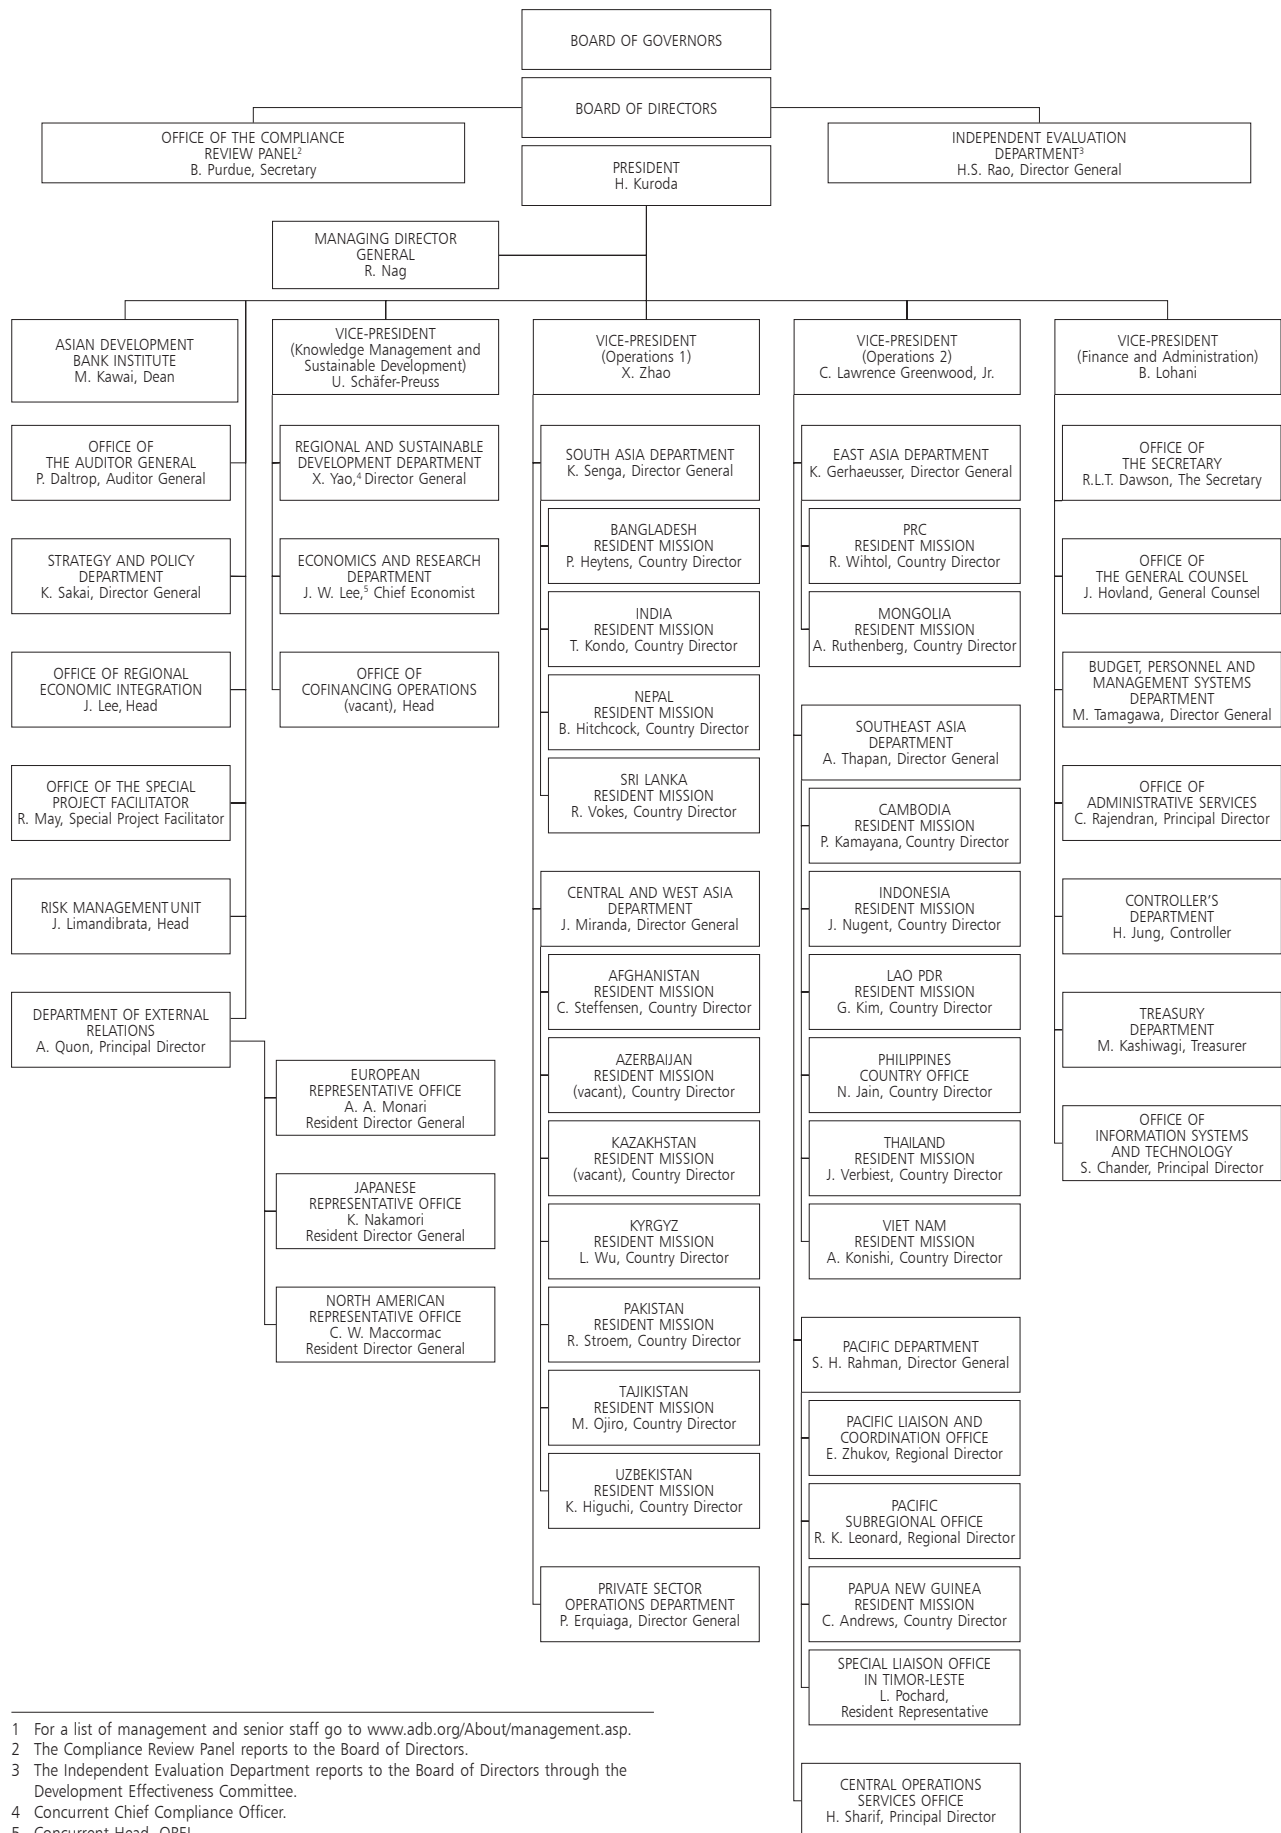 BOARD OF GOVERNORS
BOARD OF DIRECTORS
OFFICE OF THE COMPLIANCE
REVIEW PANEL2
B. Purdue, Secretary
INDEPENDENT EVALUATION
DEPARTMENT3
H.S. Rao, Director General
PRESIDENT
H. Kuroda
MANAGING DIRECTOR
GENERAL
R. Nag
ASIAN DEVELOPMENT
BANK INSTITUTE
M. Kawai, Dean
OFFICE OF
THE AUDITOR GENERAL
P. Daltrop, Auditor General
STRATEGY AND POLICY
DEPARTMENT
K. Sakai, Director General
OFFICE OF REGIONAL
ECONOMIC INTEGRATION
J. Lee, Head
OFFICE OF THE SPECIAL
PROJECT FACILITATOR
R. May, Special Project Facilitator
RISK MANAGEMENT UNIT
J. Limandibrata, Head
DEPARTMENT OF EXTERNAL
RELATIONS
A. Quon, Principal Director
EUROPEAN
REPRESENTATIVE OFFICE
A. A. Monari
Resident Director General
JAPANESE
REPRESENTATIVE OFFICE
K. Nakamori
Resident Director General
NORTH AMERICAN
REPRESENTATIVE OFFICE
C. W. Maccormac
Resident Director General
VICE-PRESIDENT
(Knowledge Management and
Sustainable Development)
U. Schäfer-Preuss
REGIONAL AND SUSTAINABLE
DEVELOPMENT DEPARTMENT
X. Yao,4 Director General
ECONOMICS AND RESEARCH
DEPARTMENT
J. W. Lee,5 Chief Economist
OFFICE OF
COFINANCING OPERATIONS
(vacant), Head
VICE-PRESIDENT
(Operations 1)
X. Zhao
SOUTH ASIA DEPARTMENT
K. Senga, Director General
BANGLADESH
RESIDENT MISSION
P. Heytens, Country Director
INDIA
RESIDENT MISSION
T. Kondo, Country Director
NEPAL
RESIDENT MISSION
B. Hitchcock, Country Director
SRI LANKA
RESIDENT MISSION
R. Vokes, Country Director
CENTRAL AND WEST ASIA
DEPARTMENT
J. Miranda, Director General
AFGHANISTAN
RESIDENT MISSION
C. Steffensen, Country Director
AZERBAIJAN
RESIDENT MISSION
(vacant), Country Director
KAZAKHSTAN
RESIDENT MISSION
(vacant), Country Director
KYRGYZ
RESIDENT MISSION
L. Wu, Country Director
PAKISTAN
RESIDENT MISSION
R. Stroem, Country Director
TAJIKISTAN
RESIDENT MISSION
M. Ojiro, Country Director
UZBEKISTAN
RESIDENT MISSION
K. Higuchi, Country Director
PRIVATE SECTOR
OPERATIONS DEPARTMENT
P. Erquiaga, Director General
VICE-PRESIDENT
(Operations 2)
C. Lawrence Greenwood, Jr.
EAST ASIA DEPARTMENT
K. Gerhaeusser, Director General
PRC
RESIDENT MISSION
R. Wihtol, Country Director
MONGOLIA
RESIDENT MISSION
A. Ruthenberg, Country Director
SOUTHEAST ASIA
DEPARTMENT
A. Thapan, Director General
CAMBODIA
RESIDENT MISSION
P. Kamayana, Country Director
INDONESIA
RESIDENT MISSION
J. Nugent, Country Director
LAO PDR
RESIDENT MISSION
G. Kim, Country Director
PHILIPPINES
COUNTRY OFFICE
N. Jain, Country Director
THAILAND
RESIDENT MISSION
J. Verbiest, Country Director
VIET NAM
RESIDENT MISSION
A. Konishi, Country Director
PACIFIC DEPARTMENT
S. H. Rahman, Director General
PACIFIC LIAISON AND
COORDINATION OFFICE
E. Zhukov, Regional Director
PACIFIC
SUBREGIONAL OFFICE
R. K. Leonard, Regional Director
PAPUA NEW GUINEA
RESIDENT MISSION
C. Andrews, Country Director
SPECIAL LIAISON OFFICE
IN TIMOR-LESTE
L. Pochard,
Resident Representative
CENTRAL OPERATIONS
SERVICES OFFICE
H. Sharif, Principal Director
VICE-PRESIDENT
(Finance and Administration)
B. Lohani
OFFICE OF
THE SECRETARY
R.L.T. Dawson, The Secretary
OFFICE OF
THE GENERAL COUNSEL
J. Hovland, General Counsel
BUDGET, PERSONNEL AND
MANAGEMENT SYSTEMS
DEPARTMENT
M. Tamagawa, Director General
OFFICE OF
ADMINISTRATIVE SERVICES
C. Rajendran, Principal Director
CONTROLLER'S
DEPARTMENT
H. Jung, Controller
TREASURY
DEPARTMENT
M. Kashiwagi, Treasurer
OFFICE OF
INFORMATION SYSTEMS
AND TECHNOLOGY
S. Chander, Principal Director
1 For a list of management and senior staff go to www.adb.org/About/management.asp.
2 The Compliance Review Panel reports to the Board of Directors.
3 The Independent Evaluation Department reports to the Board of Directors through the
Development Effectiveness Committee.
4 Concurrent Chief Compliance Officer.
5 Concurrent Head, OREI